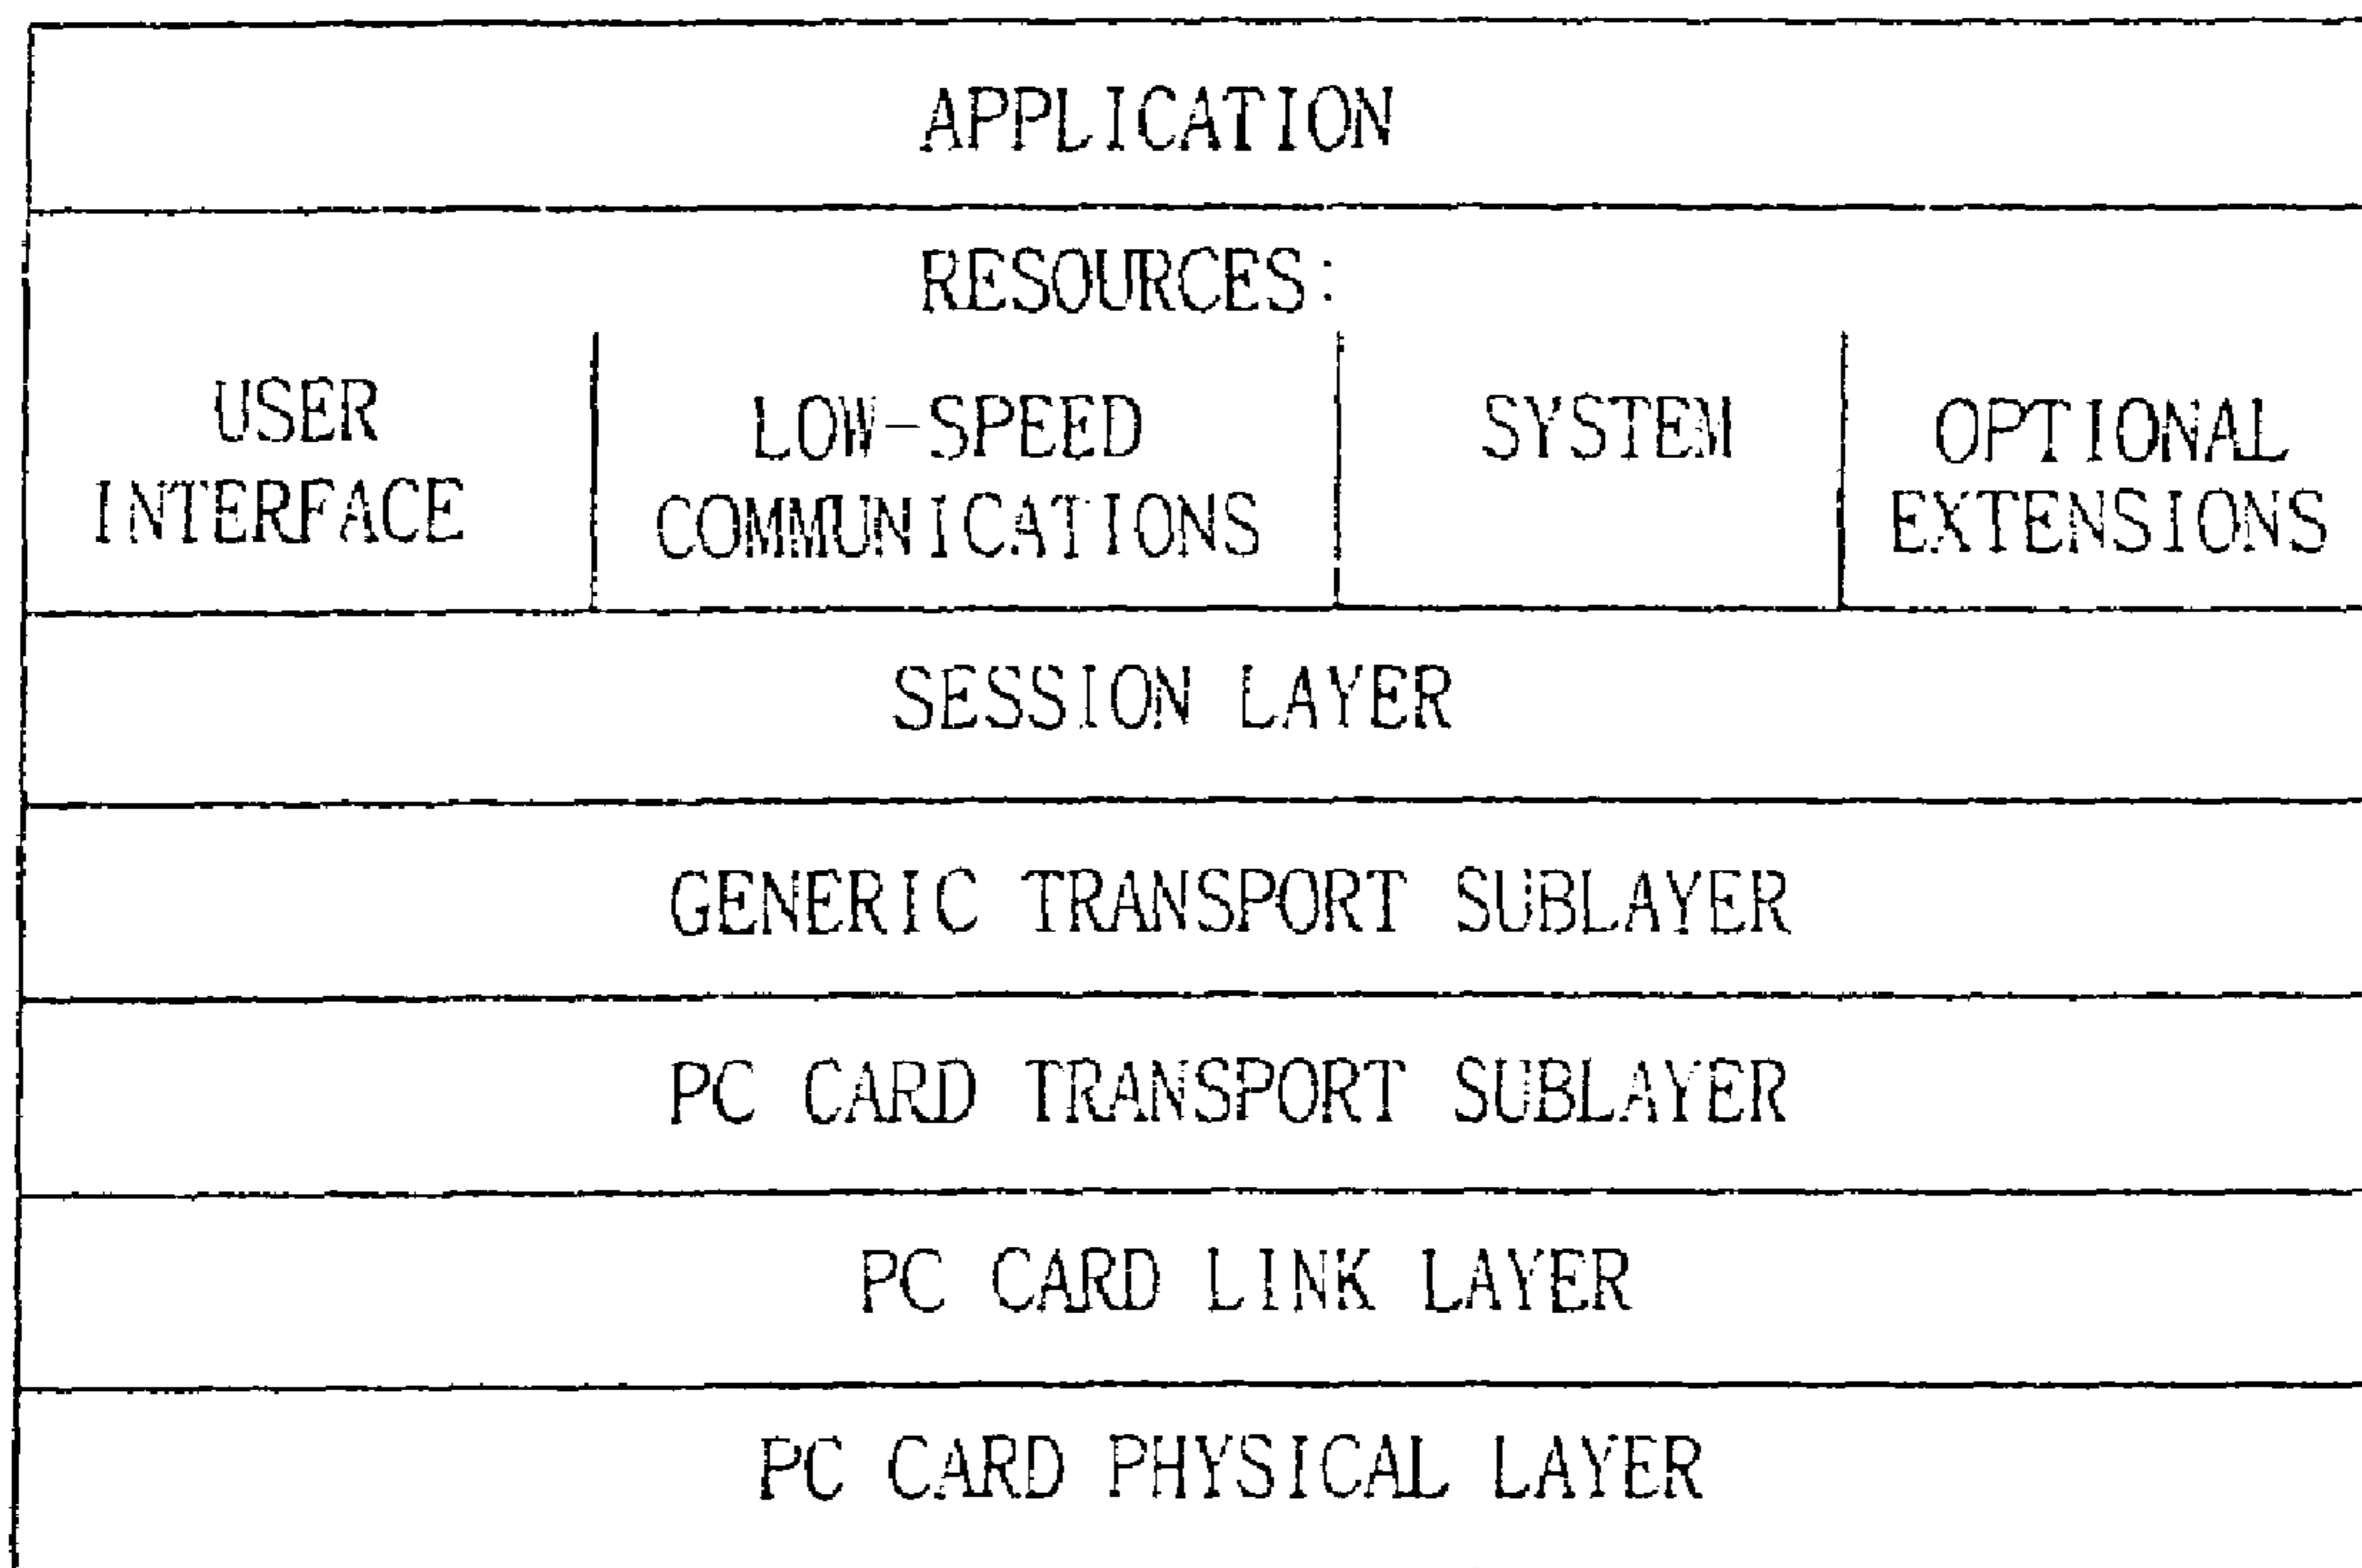 APPLICATION
RESOURCES:
USER
INTERFACE
LOW-SPEED
COMMUNICATIONS
SYSTEM
OPTIONAL
EXTENSIONS
SESSION LAYER
GENERIC TRANSPORT SUBLAYER
PC CARD TRANSPORT SUBLAYER
PC CARD LINK LAYER
PC CARD PHYSICAL LAYER